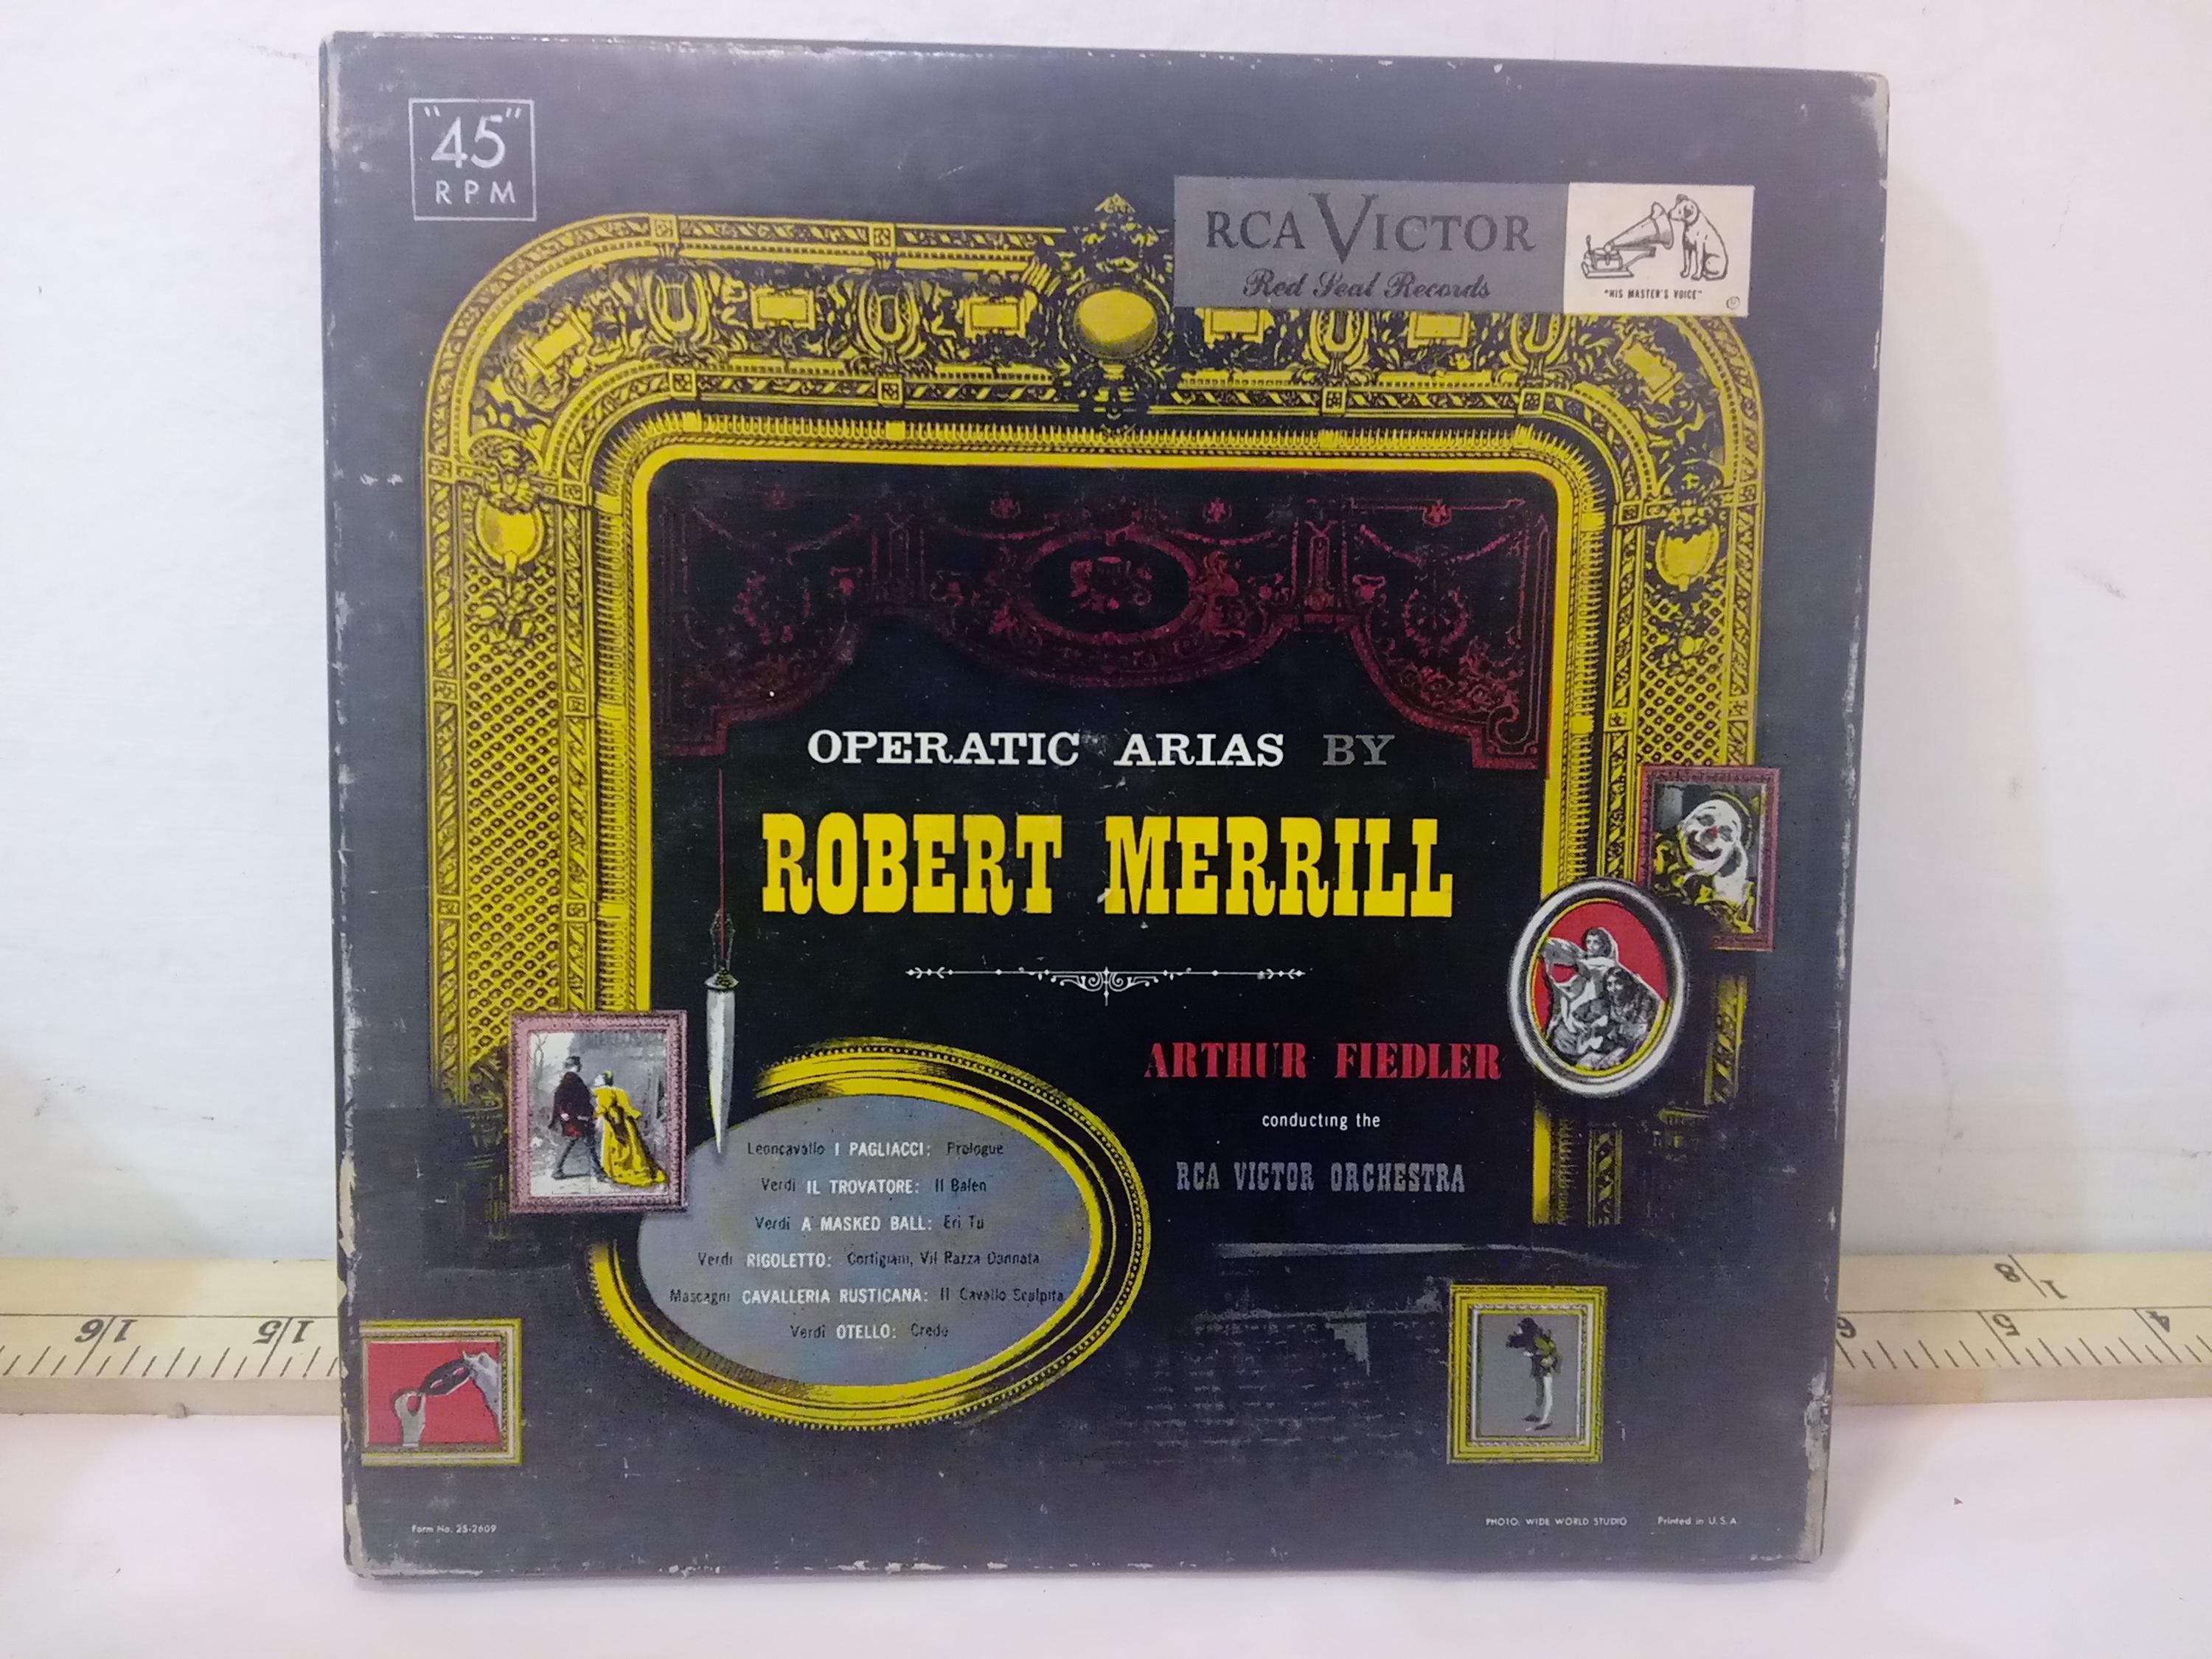 "45"
RPM
RCA VICTOR
Red Seal Records
"HIS MASTER'S VOICE"
OPERATIC ARIAS BY
ROBERT MERRILL
ARTHUR FIEDLER
conducting the
RCA VICTOR ORCHESTRA
Leoncavallo I PAGLIACCI: Prologue
Verdi IL TROVATORE: Il Balen
Verdi A MASKED BALL: Eri Tu
Verdi RIGOLETTO: Cortigiani, Vil Razza Dannata
Mascagni CAVALLERIA RUSTICANA: Il Cavallo Scalpita
Verdi OTELLO: Credo
Form No. 2S-2609
PHOTO: WIDE WORLD STUDIO Printed in U.S.A.
16 15 6 5 4
18